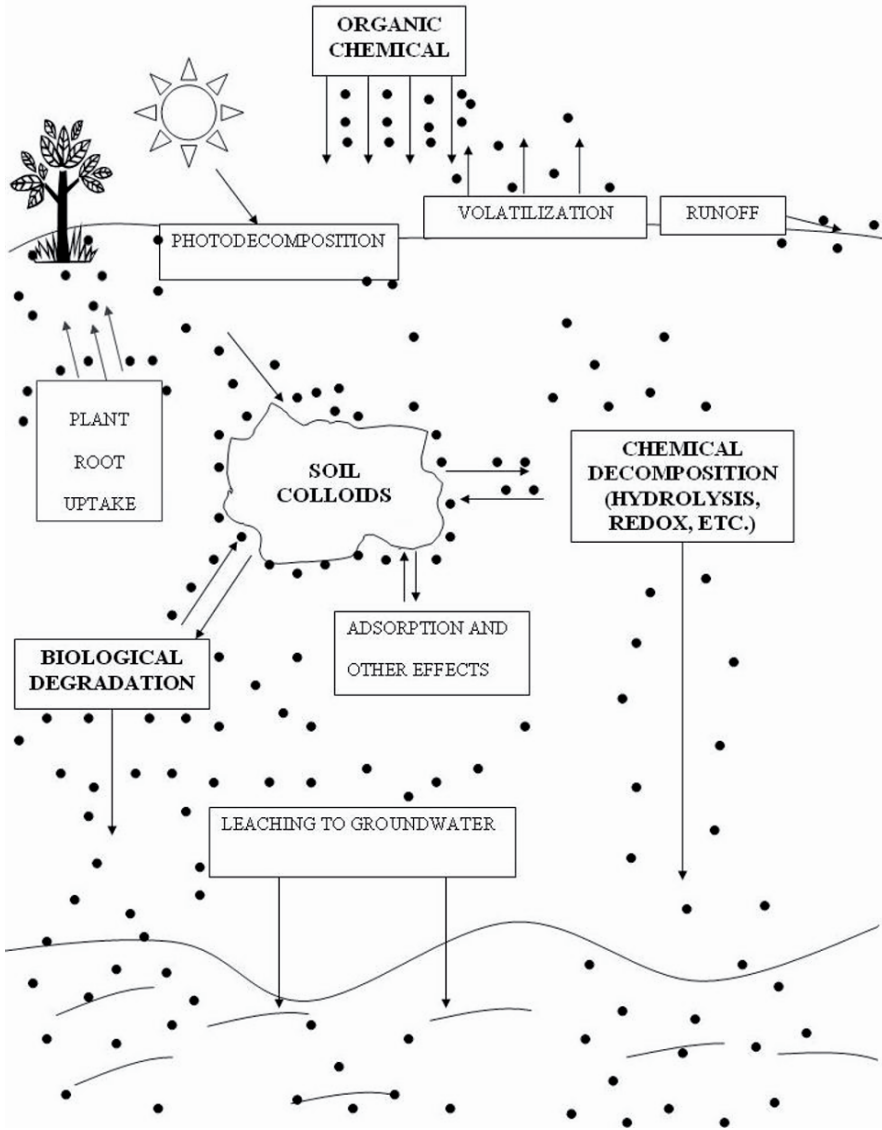 ORGANIC
CHEMICAL
VOLATILIZATION
RUNOFF
PHOTODECOMPOSITION
PLANT
ROOT
UPTAKE
SOIL
COLLOIDS
CHEMICAL
DECOMPOSITION
(HYDROLYSIS,
REDOX, ETC.)
ADSORPTION AND
OTHER EFFECTS
BIOLOGICAL
DEGRADATION
LEACHING TO GROUNDWATER